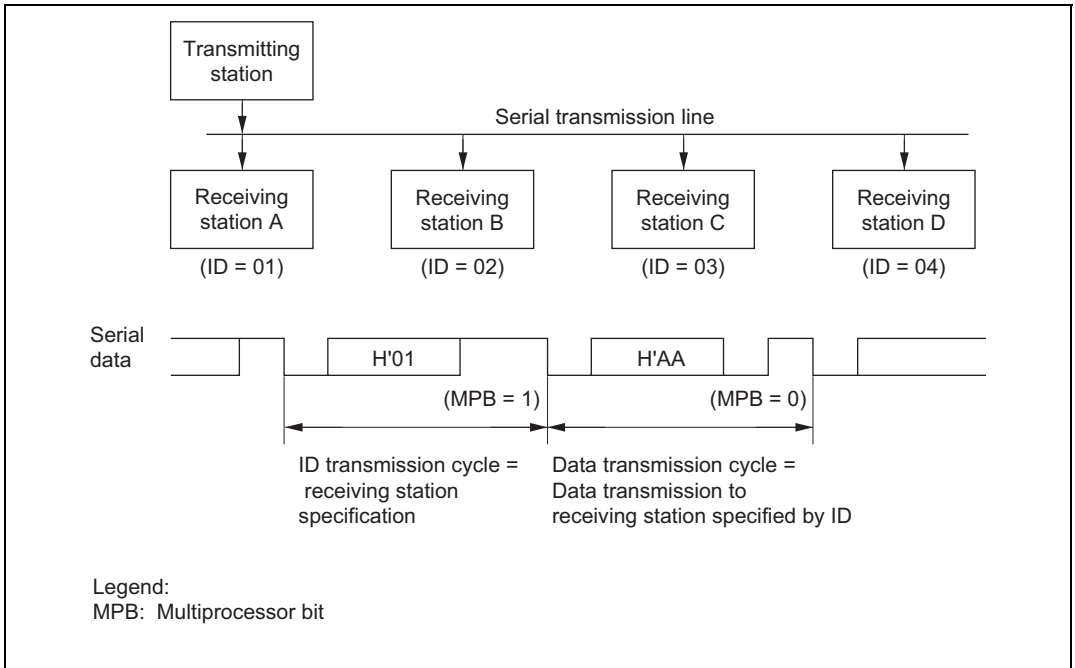 Transmitting
station
Serial transmission line
Receiving
station A
Receiving
station B
Receiving
station C
Receiving
station D
(ID = 01)
(ID = 02)
(ID = 03)
(ID = 04)
Serial
data
H'01
H'AA
(MPB = 1)
(MPB = 0)
ID transmission cycle =
receiving station
specification
Data transmission cycle =
Data transmission to
receiving station specified by ID
Legend:
MPB: Multiprocessor bit